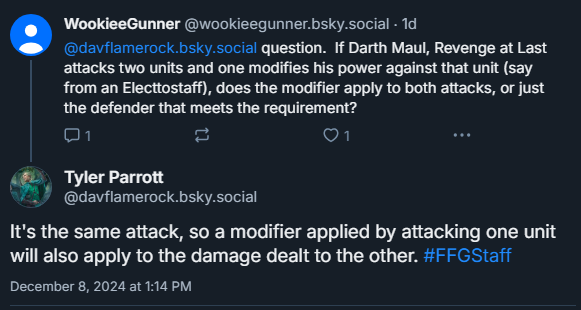 WookieeGunner @wookieegunner.bsky.social · 1d
@davflamerock.bsky.social question. If Darth Maul, Revenge at Last
attacks two units and one modifies his power against that unit (say
from an Electtostaff), does the modifier apply to both attacks, or just
the defender that meets the requirement?
1 1 ...
Tyler Parrott
@davflamerock.bsky.social
It's the same attack, so a modifier applied by attacking one unit
will also apply to the damage dealt to the other. #FFGStaff
December 8, 2024 at 1:14 PM